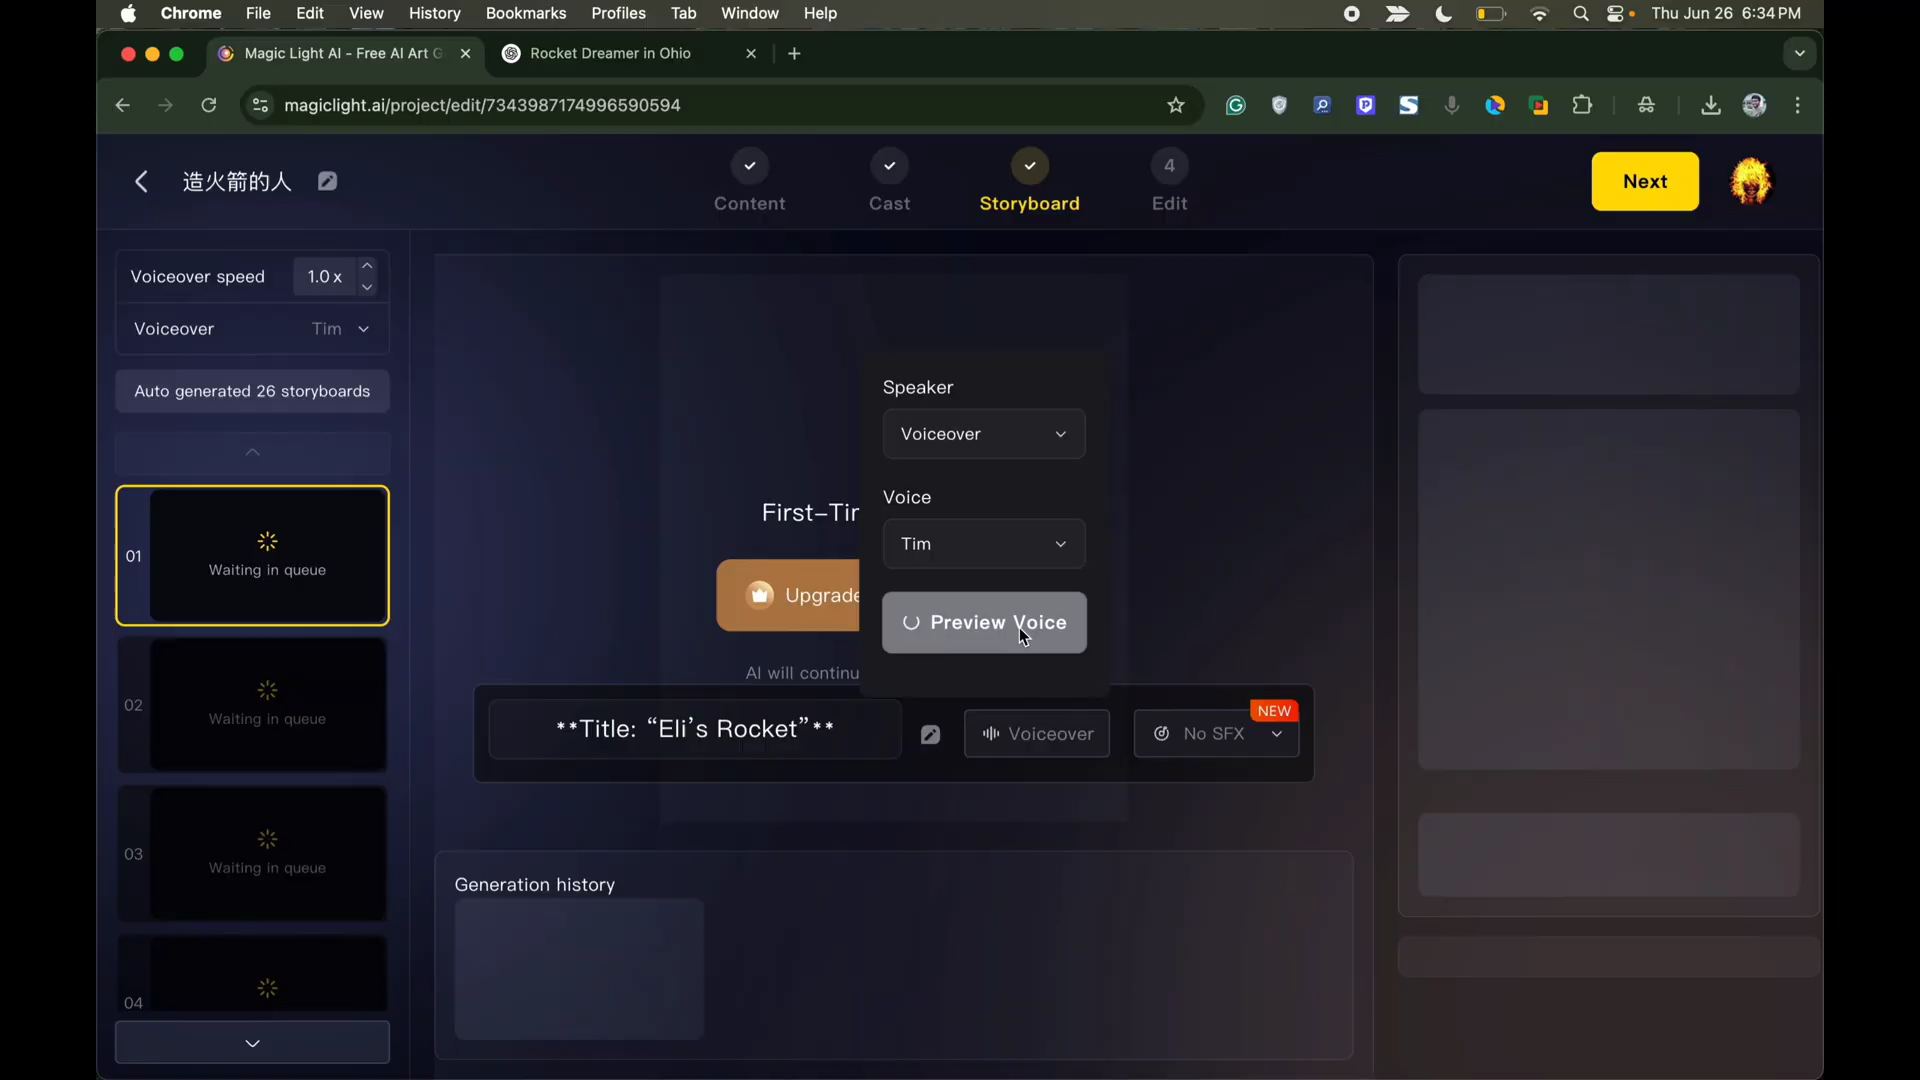 Chrome File Edit View History Bookmarks Profiles Tab Window Help Thu Jun 26 6:34 PM
Magic Light AI - Free AI Art G
Rocket Dreamer in Ohio
magiclight.ai/project/edit/7343987174996590594
造火箭的人
Content
Cast
Storyboard
4
Edit
Next
Voiceover speed 1.0 x
Voiceover Tim
Auto generated 26 storyboards
01
Waiting in queue
02
Waiting in queue
03
Waiting in queue
04
Speaker
Voiceover
Voice
Tim
Preview Voice
First-Tir
Upgrade
AI will continu
**Title: “Eli’s Rocket”**
Voiceover
No SFX
NEW
Generation history